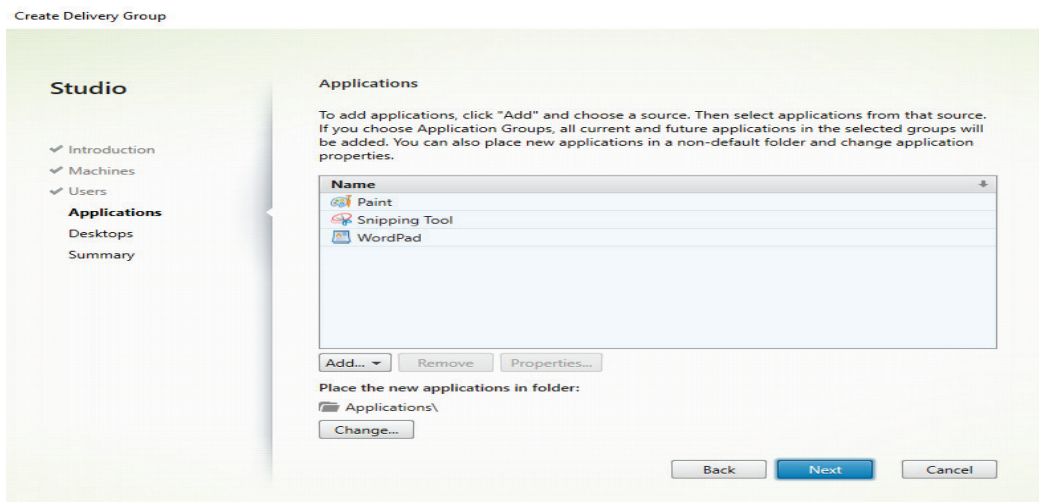 Create Delivery Group
Studio
Introduction
Machines
Users
Applications
Desktops
Summary
Applications
To add applications, click "Add" and choose a source. Then select applications from that source.
If you choose Application Groups, all current and future applications in the selected groups will
be added. You can also place new applications in a non-default folder and change application
properties.
Name
Paint
Snipping Tool
WordPad
Add...
Remove
Properties...
Place the new applications in folder:
Applications\
Change...
Back
Next
Cancel